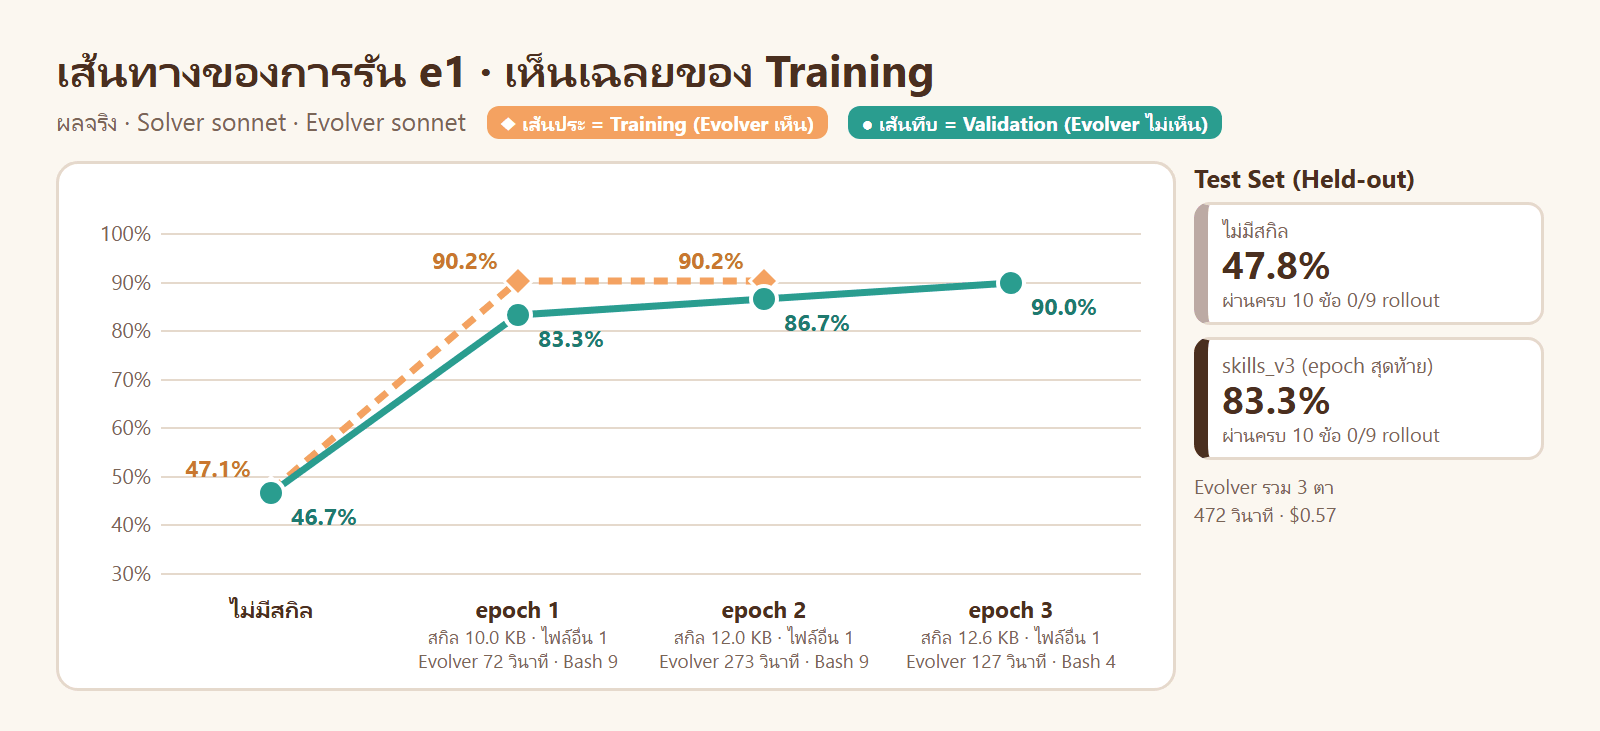 เส้นทางของการรัน e1 · เห็นเฉลยของ Training
ผลจริง · Solver sonnet · Evolver sonnet
◆ เส้นประ = Training (Evolver เห็น)
● เส้นทึบ = Validation (Evolver ไม่เห็น)
100%
90%
80%
70%
60%
50%
40%
30%
47.1%
90.2%
90.2%
46.7%
83.3%
86.7%
90.0%
ไม่มีสกิล
epoch 1
สกิล 10.0 KB · ไฟล์อื่น 1
Evolver 72 วินาที · Bash 9
epoch 2
สกิล 12.0 KB · ไฟล์อื่น 1
Evolver 273 วินาที · Bash 9
epoch 3
สกิล 12.6 KB · ไฟล์อื่น 1
Evolver 127 วินาที · Bash 4
Test Set (Held-out)
ไม่มีสกิล
47.8%
ผ่านครบ 10 ข้อ 0/9 rollout
skills_v3 (epoch สุดท้าย)
83.3%
ผ่านครบ 10 ข้อ 0/9 rollout
Evolver รวม 3 ตา
472 วินาที · $0.57